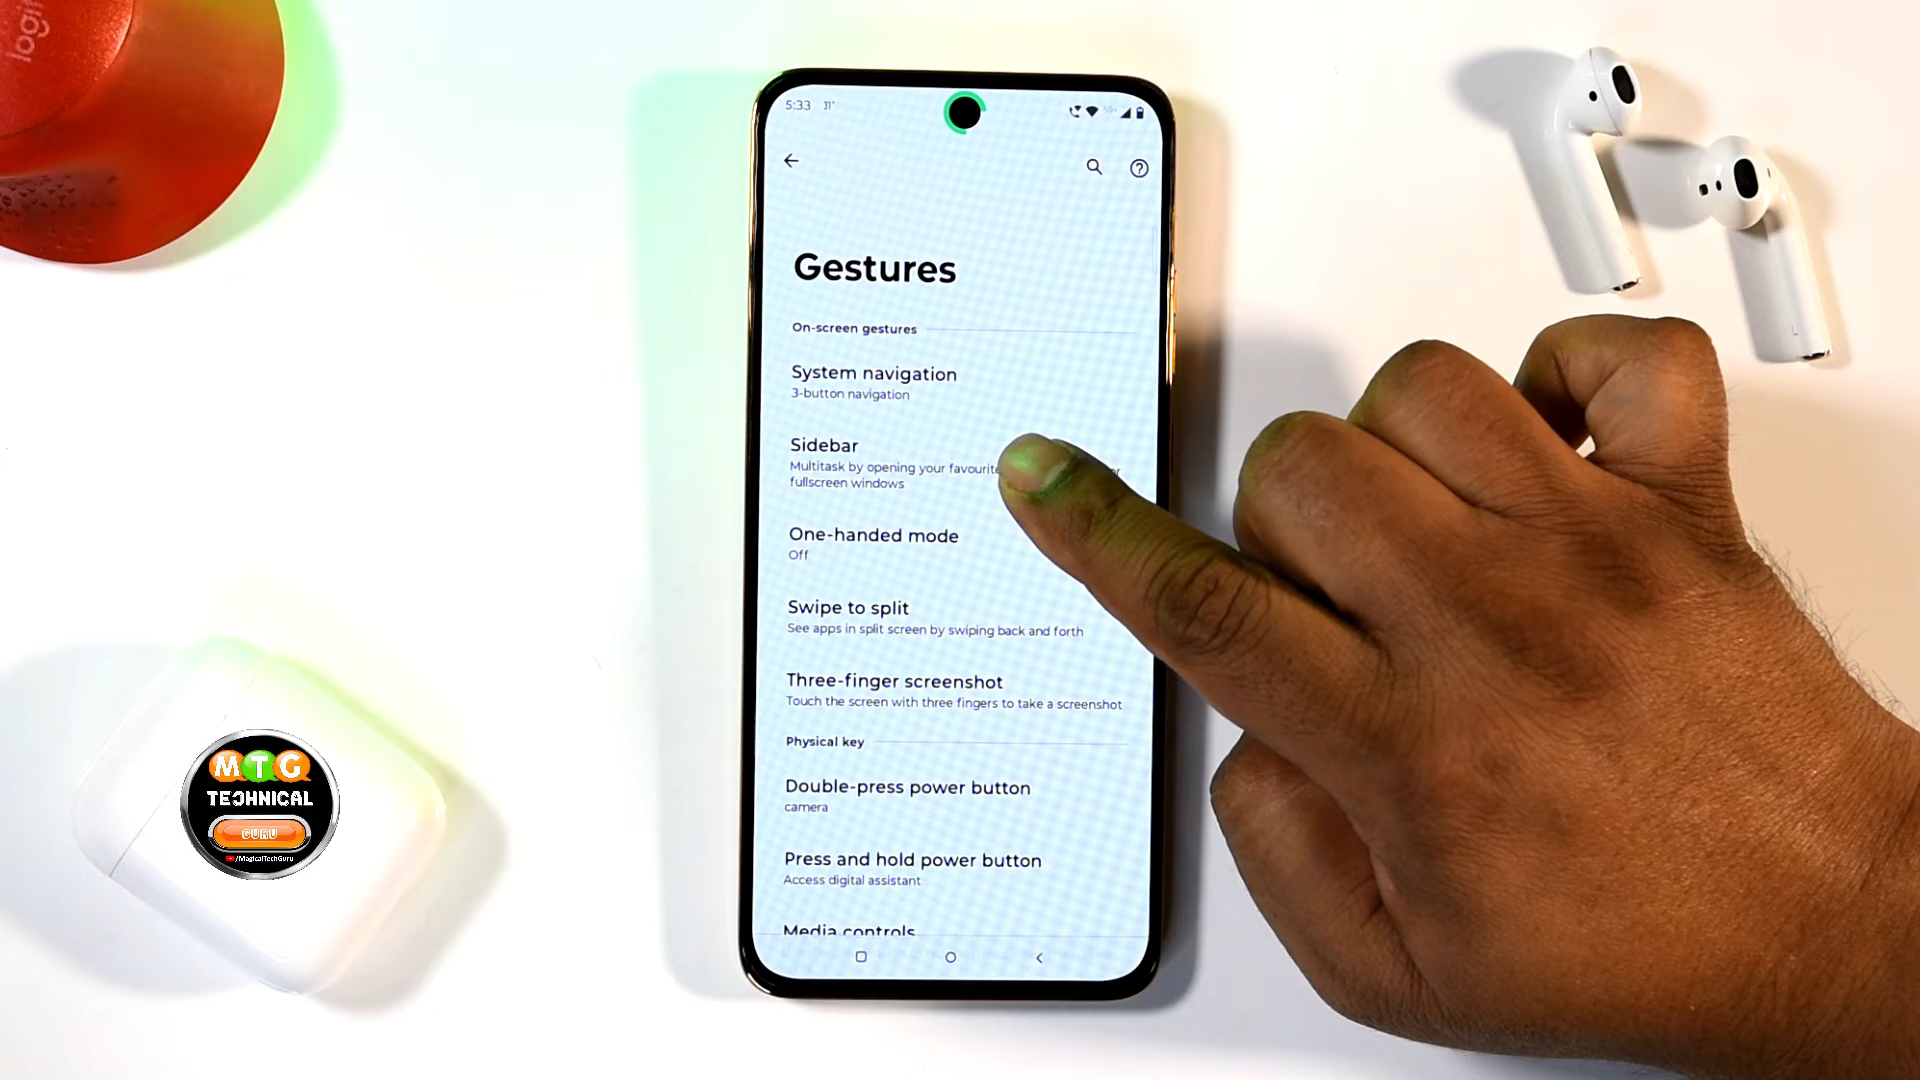 logi
5:33 31°
Gestures
On-screen gestures
System navigation
3-button navigation
Sidebar
Multitask by opening your favourite
fullscreen windows
One-handed mode
Off
Swipe to split
See apps in split screen by swiping back and forth
Three-finger screenshot
Touch the screen with three fingers to take a screenshot
Physical key
Double-press power button
camera
Press and hold power button
Access digital assistant
Media controls
MTG
TECHNICAL
GURU
/MagicalTechGuru
L